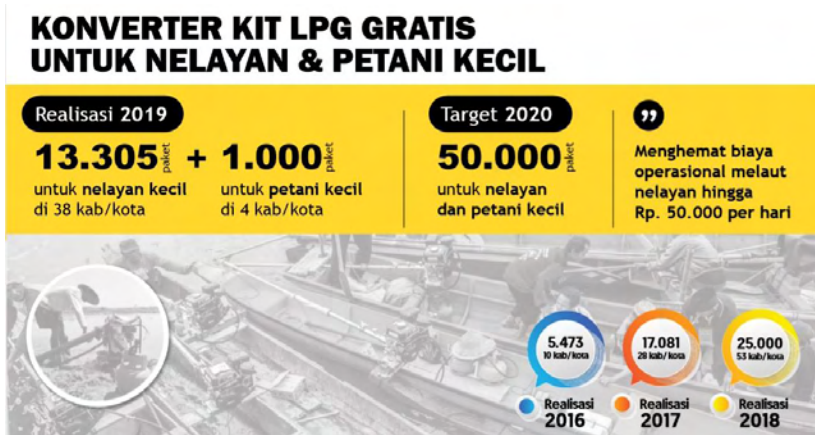 KONVERTER KIT LPG GRATIS
UNTUK NELAYAN & PETANI KECIL
Realisasi 2019
13.305 paket + 1.000 paket
untuk nelayan kecil
di 38 kab/kota
untuk petani kecil
di 4 kab/kota
Target 2020
50.000 paket
untuk nelayan
dan petani kecil
Menghemat biaya
operasional melaut
nelayan hingga
Rp. 50.000 per hari
5.473
10 kab/kota
Realisasi
2016
17.081
28 kab/kota
Realisasi
2017
25.000
53 kab/kota
Realisasi
2018